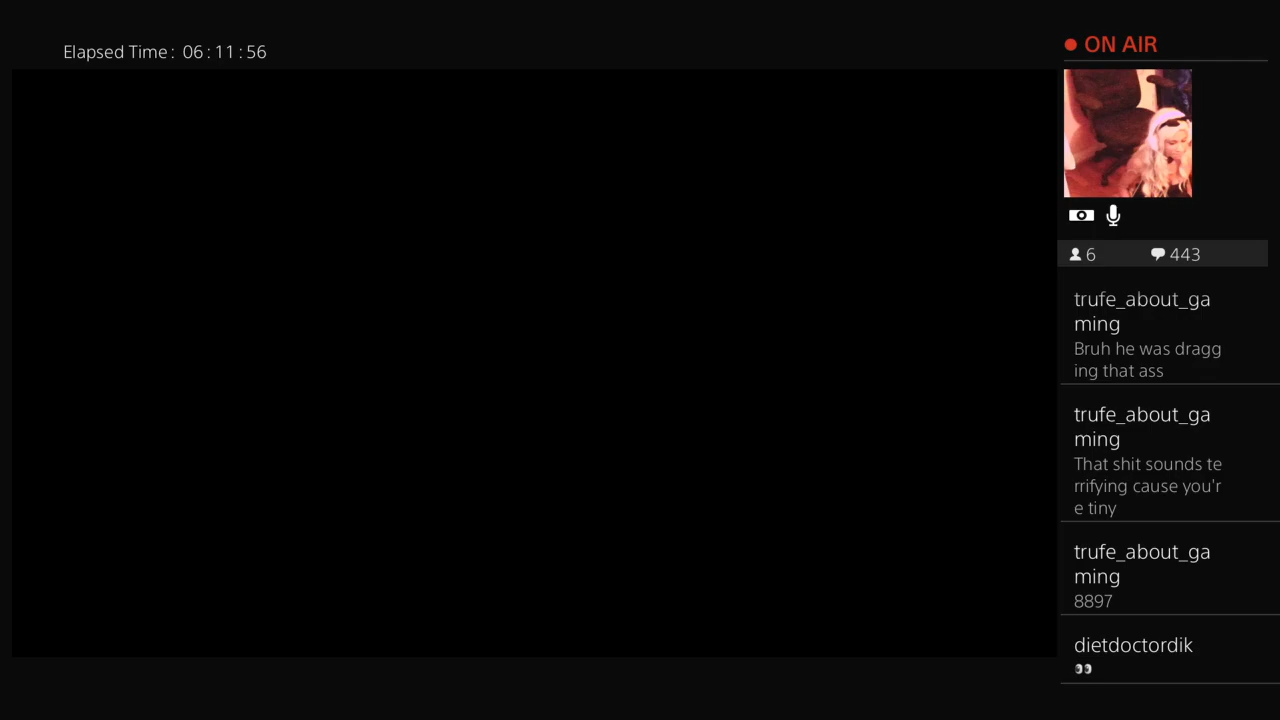 Elapsed Time: 06:11:56
ON AIR
6 443
trufe_about_ga
ming
Bruh he was dragg
ing that ass
trufe_about_ga
ming
That shit sounds te
rrifying cause you'r
e tiny
trufe_about_ga
ming
8897
dietdoctordik
👀